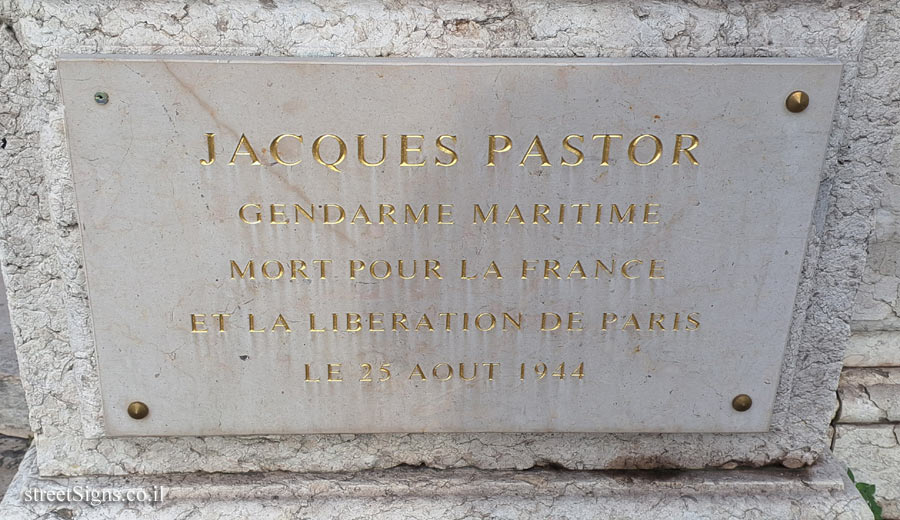 JACQUES PASTOR
GENDARME MARITIME
MORT POUR LA FRANCE
ET LA LIBERATION DE PARIS
LE 25 AOUT 1944
streetSigns.co.il